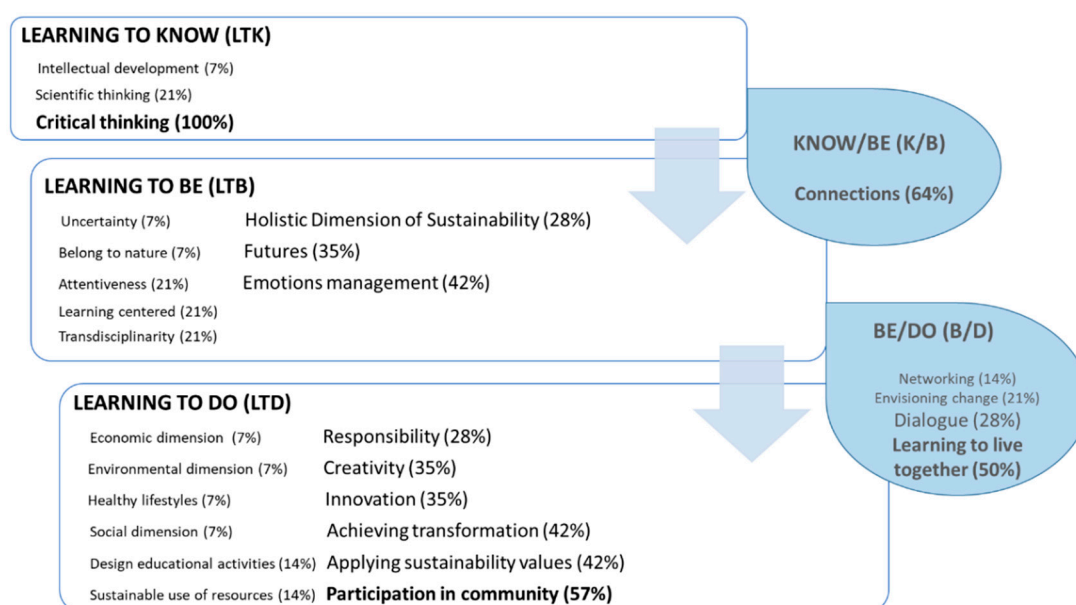 LEARNING TO KNOW (LTK)
Intellectual development (7%)
Scientific thinking (21%)
Critical thinking (100%)
KNOW/BE (K/B)
Connections (64%)
LEARNING TO BE (LTB)
Uncertainty (7%)
Belong to nature (7%)
Attentiveness (21%)
Learning centered (21%)
Transdisciplinarity (21%)
Holistic Dimension of Sustainability (28%)
Futures (35%)
Emotions management (42%)
BE/DO (B/D)
Networking (14%)
Envisioning change (21%)
Dialogue (28%)
Learning to live
together (50%)
LEARNING TO DO (LTD)
Economic dimension (7%)
Environmental dimension (7%)
Healthy lifestyles (7%)
Social dimension (7%)
Design educational activities (14%)
Sustainable use of resources (14%)
Responsibility (28%)
Creativity (35%)
Innovation (35%)
Achieving transformation (42%)
Applying sustainability values (42%)
Participation in community (57%)